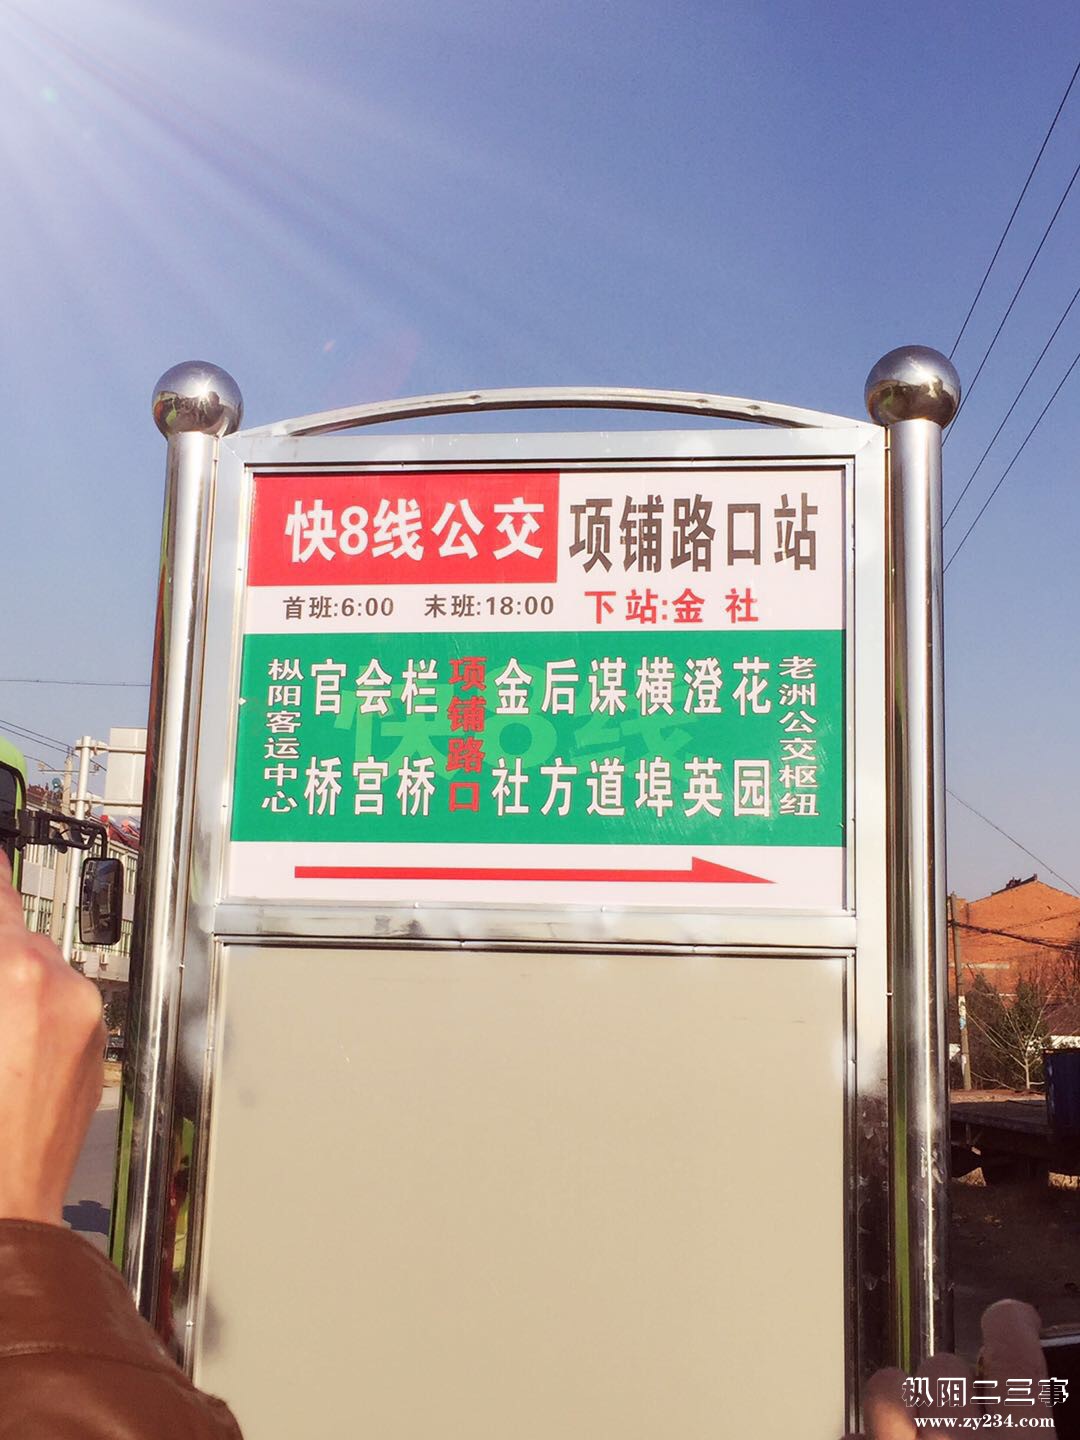 快8线公交
项铺路口站
首班:6:00 末班:18:00
下站:金社
枞阳客运中心
官桥
会宫
栏桥
项铺路口
金社
后方
谋道
横埠
澄英
花园
老洲公交枢纽
快8线
枞阳二三事
www.zy234.com